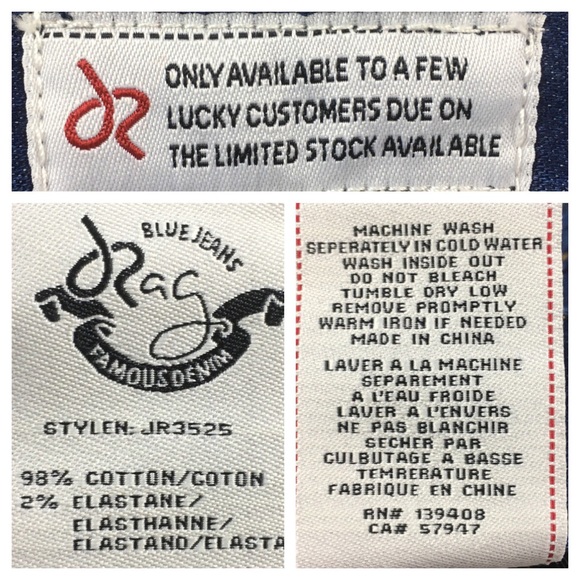 dr ONLY AVAILABLE TO A FEW
LUCKY CUSTOMERS DUE ON
THE LIMITED STOCK AVAILABLE
BLUE JEANS
drag
FAMOUS DENIM
STYLEN: JR3525
98% COTTON/COTON
2% ELASTANE/
ELASTHANNE/
ELASTANO/ELASTA
MACHINE WASH
SEPERATELY IN COLD WATER
WASH INSIDE OUT
DO NOT BLEACH
TUMBLE DRY LOW
REMOVE PROMPTLY
WARM IRON IF NEEDED
MADE IN CHINA
LAVER A LA MACHINE
SEPAREMENT
A L'EAU FROIDE
LAVER A L'ENVERS
NE PAS BLANCHIR
SECHER PAR
CULBUTAGE A BASSE
TEMRERATURE
FABRIQUE EN CHINE
RN# 139408
CA# 57947